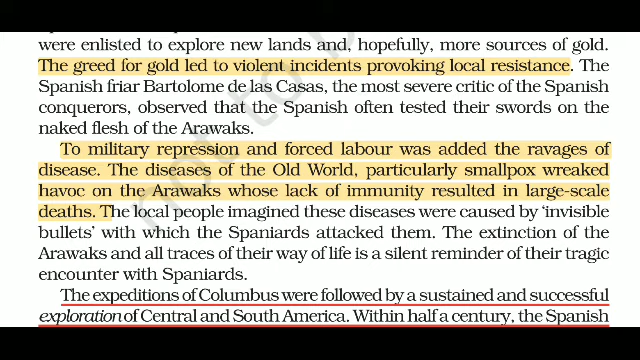 were enlisted to explore new lands and, hopefully, more sources of gold.
The greed for gold led to violent incidents provoking local resistance. The
Spanish friar Bartolome de las Casas, the most severe critic of the Spanish
conquerors, observed that the Spanish often tested their swords on the
naked flesh of the Arawaks.
To military repression and forced labour was added the ravages of
disease. The diseases of the Old World, particularly smallpox wreaked
havoc on the Arawaks whose lack of immunity resulted in large-scale
deaths. The local people imagined these diseases were caused by ‘invisible
bullets’ with which the Spaniards attacked them. The extinction of the
Arawaks and all traces of their way of life is a silent reminder of their tragic
encounter with Spaniards.
The expeditions of Columbus were followed by a sustained and successful
exploration of Central and South America. Within half a century, the Spanish